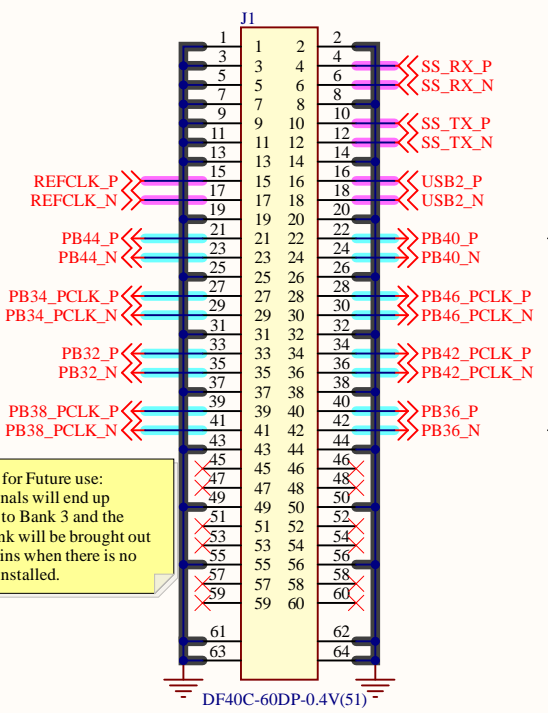 J1
1 1 2 2
3 3 4 4 SS_RX_P
5 5 6 6 SS_RX_N
7 7 8 8
9 9 10 10 SS_TX_P
11 11 12 12 SS_TX_N
13 13 14 14
REFCLK_P 15 15 16 16 USB2_P
REFCLK_N 17 17 18 18 USB2_N
19 19 20 20
PB44_P 21 21 22 22 PB40_P
PB44_N 23 23 24 24 PB40_N
25 25 26 26
PB34_PCLK_P 27 27 28 28 PB46_PCLK_P
PB34_PCLK_N 29 29 30 30 PB46_PCLK_N
31 31 32 32
PB32_P 33 33 34 34 PB42_PCLK_P
PB32_N 35 35 36 36 PB42_PCLK_N
37 37 38 38
PB38_PCLK_P 39 39 40 40 PB36_P
PB38_PCLK_N 41 41 42 42 PB36_N
43 43 44 44
45 45 46 46
47 47 48 48
49 49 50 50
51 51 52 52
53 53 54 54
55 55 56 56
57 57 58 58
59 59 60 60
61 62
63 64
for Future use:
nals will end up
to Bank 3 and the
nk will be brought out
ins when there is no
nstalled.
DF40C-60DP-0.4V(51)